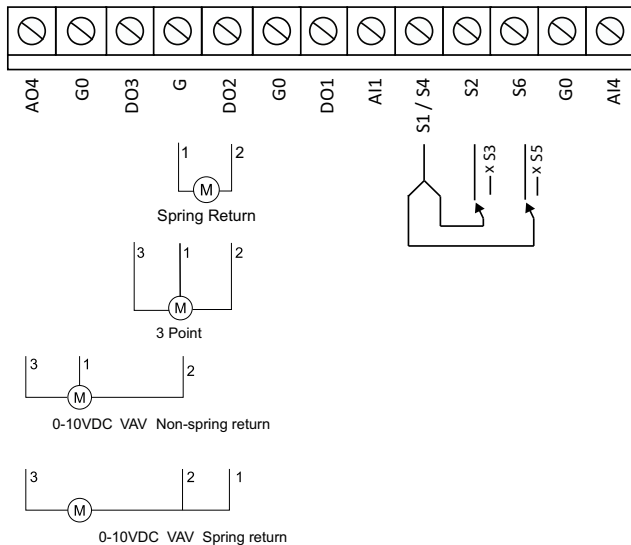 AO4 G0 DO3 G DO2 G0 DO1 AI1 S1 / S4 S2 S6 G0 AI4
x S3 x S5
1 2
M
Spring Return
3 1 2
M
3 Point
3 1 2
M
0-10VDC VAV Non-spring return
3 2 1
M
0-10VDC VAV Spring return